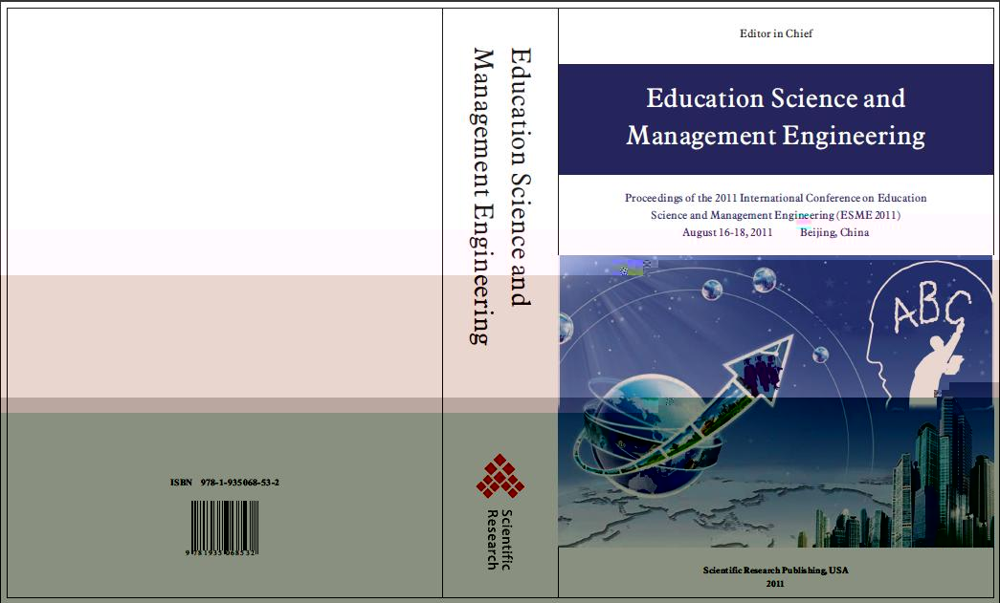 Editor in Chief
Education Science and
Management Engineering
Proceedings of the 2011 International Conference on Education
Science and Management Engineering (ESME 2011)
August 16-18, 2011 Beijing, China
ABC
Scientific Research Publishing, USA
2011
Education Science and
Management Engineering
Scientific
Research
ISBN 978-1-935068-53-2
9 781935 068532